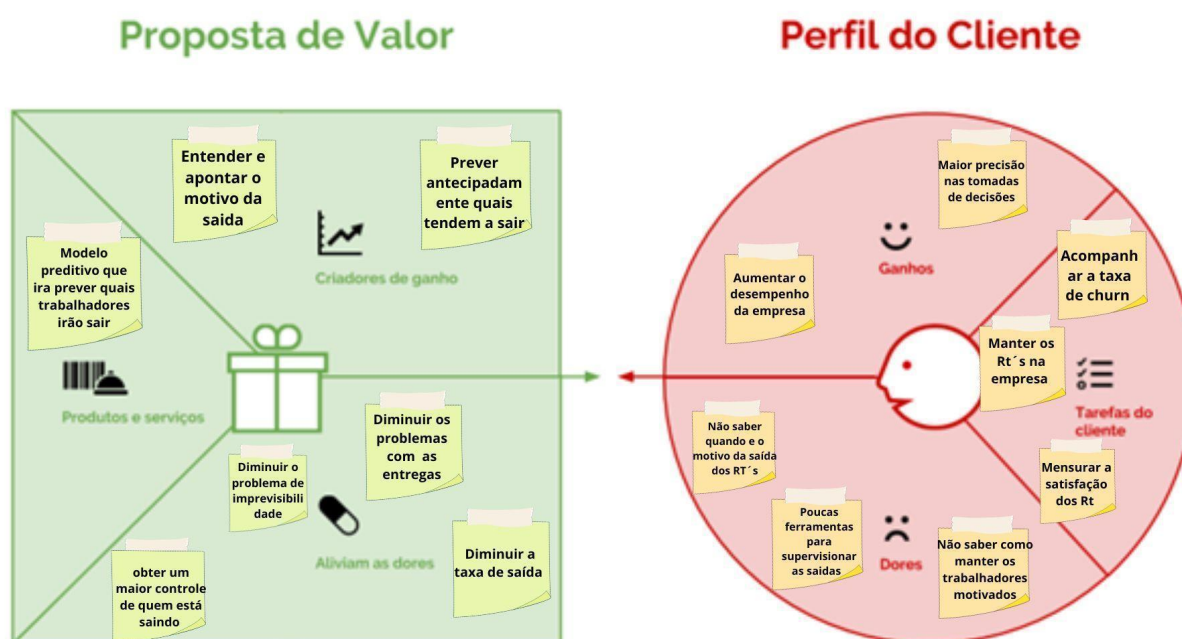 Proposta de Valor
Entender e
apontar o
motivo da
saida
Prever
antecipadam
ente quais
tendem a sair
Criadores de ganho
Modelo
preditivo que
ira prever quais
trabalhadores
irão sair
Produtos e serviços
Diminuir os
problemas
com as
entregas
Diminuir o
problema de
imprevisibili
dade
Aliviam as dores
Diminuir a
taxa de saída
obter um
maior controle
de quem está
saindo
Perfil do Cliente
Maior precisão
nas tomadas
de decisões
Ganhos
Aumentar o
desempenho
da empresa
Acompanh
ar a taxa
de churn
Manter os
Rt´s na
empresa
Tarefas do
cliente
Mensurar a
satisfação
dos Rt
Não saber
quando e o
motivo da saída
dos RT´s
Poucas
ferramentas
para
supervisionar
as saidas
Dores
Não saber como
manter os
trabalhadores
motivados